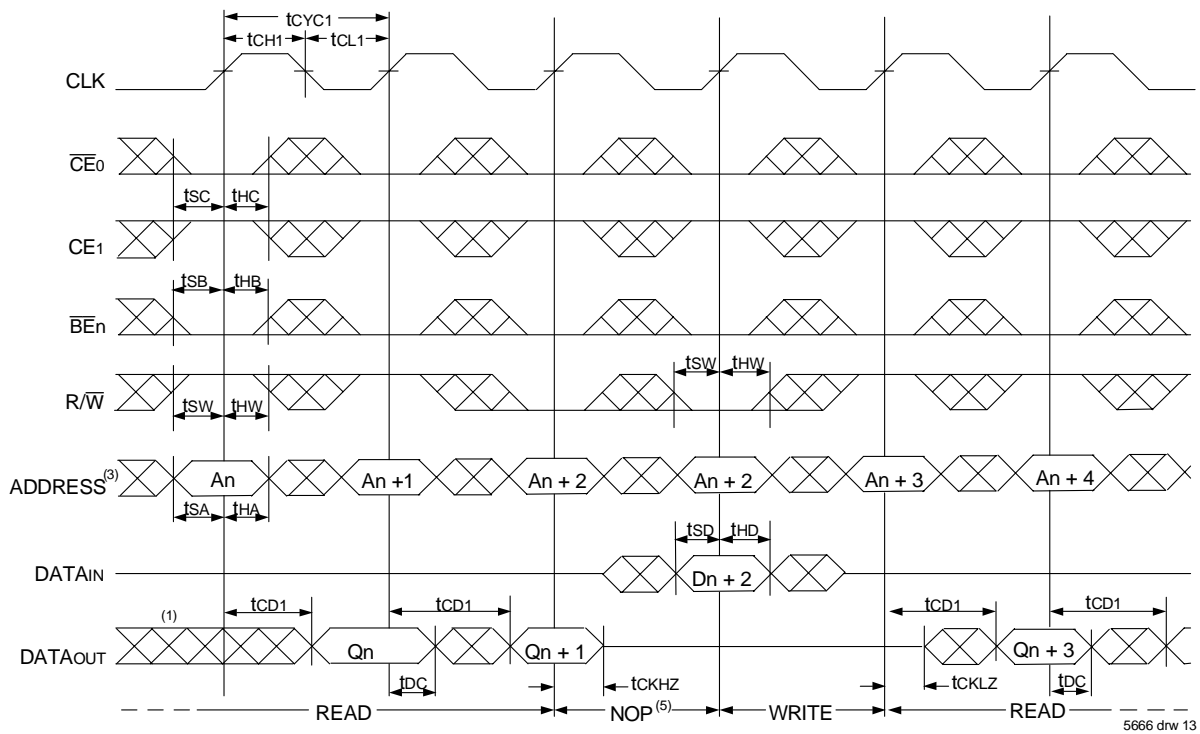 tCYC1
tCH1 tCL1
CLK
CE0
tSC tHC
CE1
tSB tHB
BEn
tSW tHW
R/W
tSW tHW
ADDRESS(3) An An +1 An + 2 An + 2 An + 3 An + 4
tSA tHA
tSD tHD
DATAIN Dn + 2
(1) tCD1 tCD1 tCD1 tCD1
DATAOUT Qn Qn + 1 Qn + 3
tDC tCKHZ tCKLZ tDC
READ NOP(5) WRITE READ
5666 drw 13